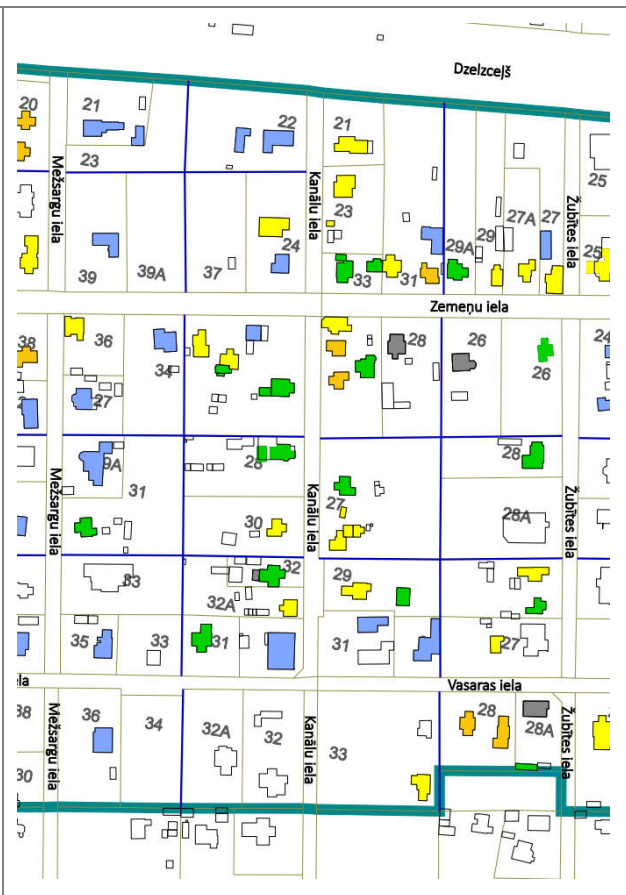 Dzelzceļš
20
21
22
21
23
25
Mežsargu iela
Kanālu iela
Žubītes iela
23
27A
27
29
29A
25
39
39A
37
24
33
31
Zemeņu iela
38
36
34
28
26
26
24
27
9A
31
28
27
28
28A
Mežsargu iela
Kanālu iela
Žubītes iela
30
33
32
32A
29
35
33
31
31
27
la
Vasaras iela
38
36
34
32A
32
33
28
28A
Mežsargu iela
Kanālu iela
Žubītes iela
30